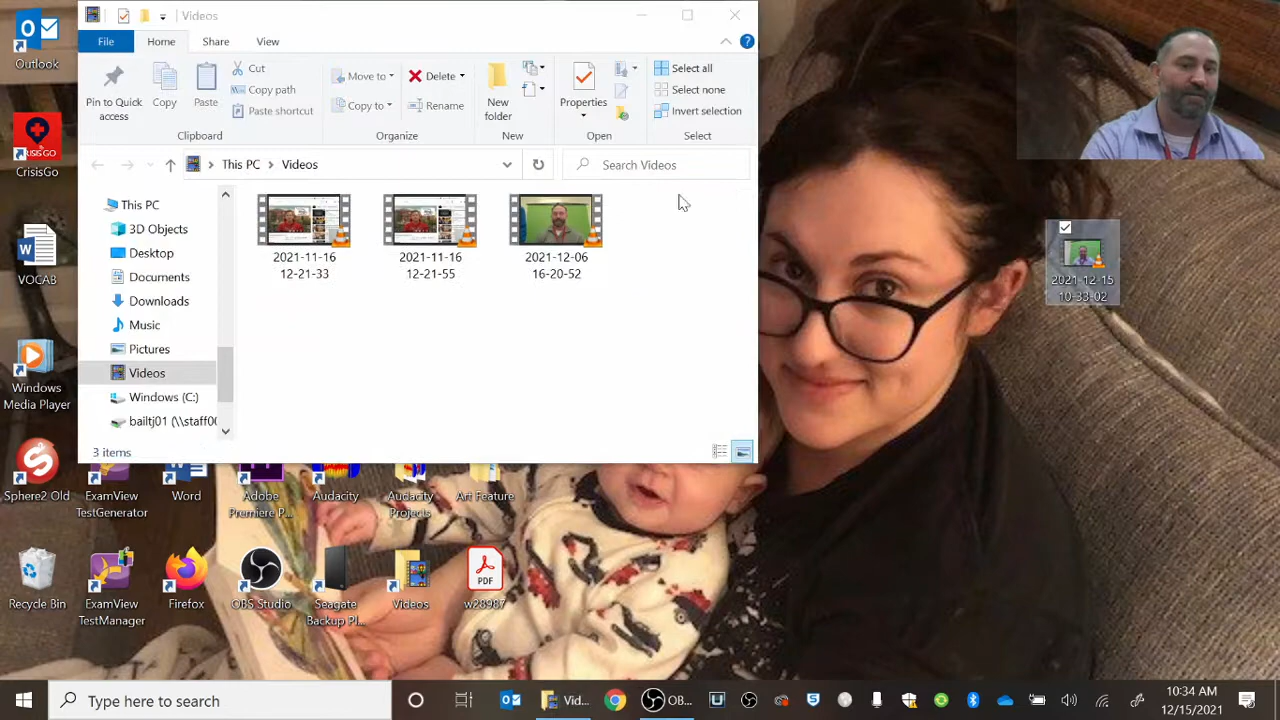 Videos
File
Home
Share
View
Pin to Quick
access
Copy
Paste
Cut
Copy path
Paste shortcut
Clipboard
Move to
Copy to
Delete
Rename
Organize
New
folder
New
Properties
Open
Select all
Select none
Invert selection
Select
This PC
Videos
Search Videos
This PC
3D Objects
Desktop
Documents
Downloads
Music
Pictures
Videos
Windows (C:)
bailtj01 (\\staff00
2021-11-16
12-21-33
2021-11-16
12-21-55
2021-12-06
16-20-52
3 items
2021-12-15
10-33-02
Outlook
CRISISGO
CrisisGo
VOCAB
Windows
Media Player
Sphere2 Old
ExamView
TestGenerator
Word
Adobe
Premiere P...
Audacity
Audacity
Projects
Art Feature
Recycle Bin
ExamView
TestManager
Firefox
OBS Studio
Seagate
Backup Pl...
Videos
PDF
w28987
Type here to search
Vid...
OB...
10:34 AM
12/15/2021